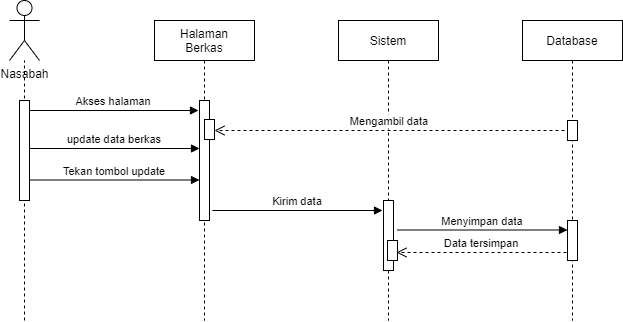 Nasabah
Halaman
Berkas
Sistem
Database
Akses halaman
Mengambil data
update data berkas
Tekan tombol update
Kirim data
Menyimpan data
Data tersimpan